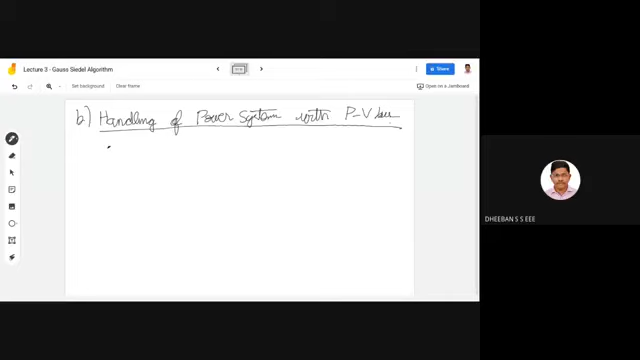 Lecture 3 - Gauss Siedel Algorithm
Share
Set background
Clear frame
Open on a Jamboard
b) Handling of Power System with P-V bus
DHEEBAN S S EEE